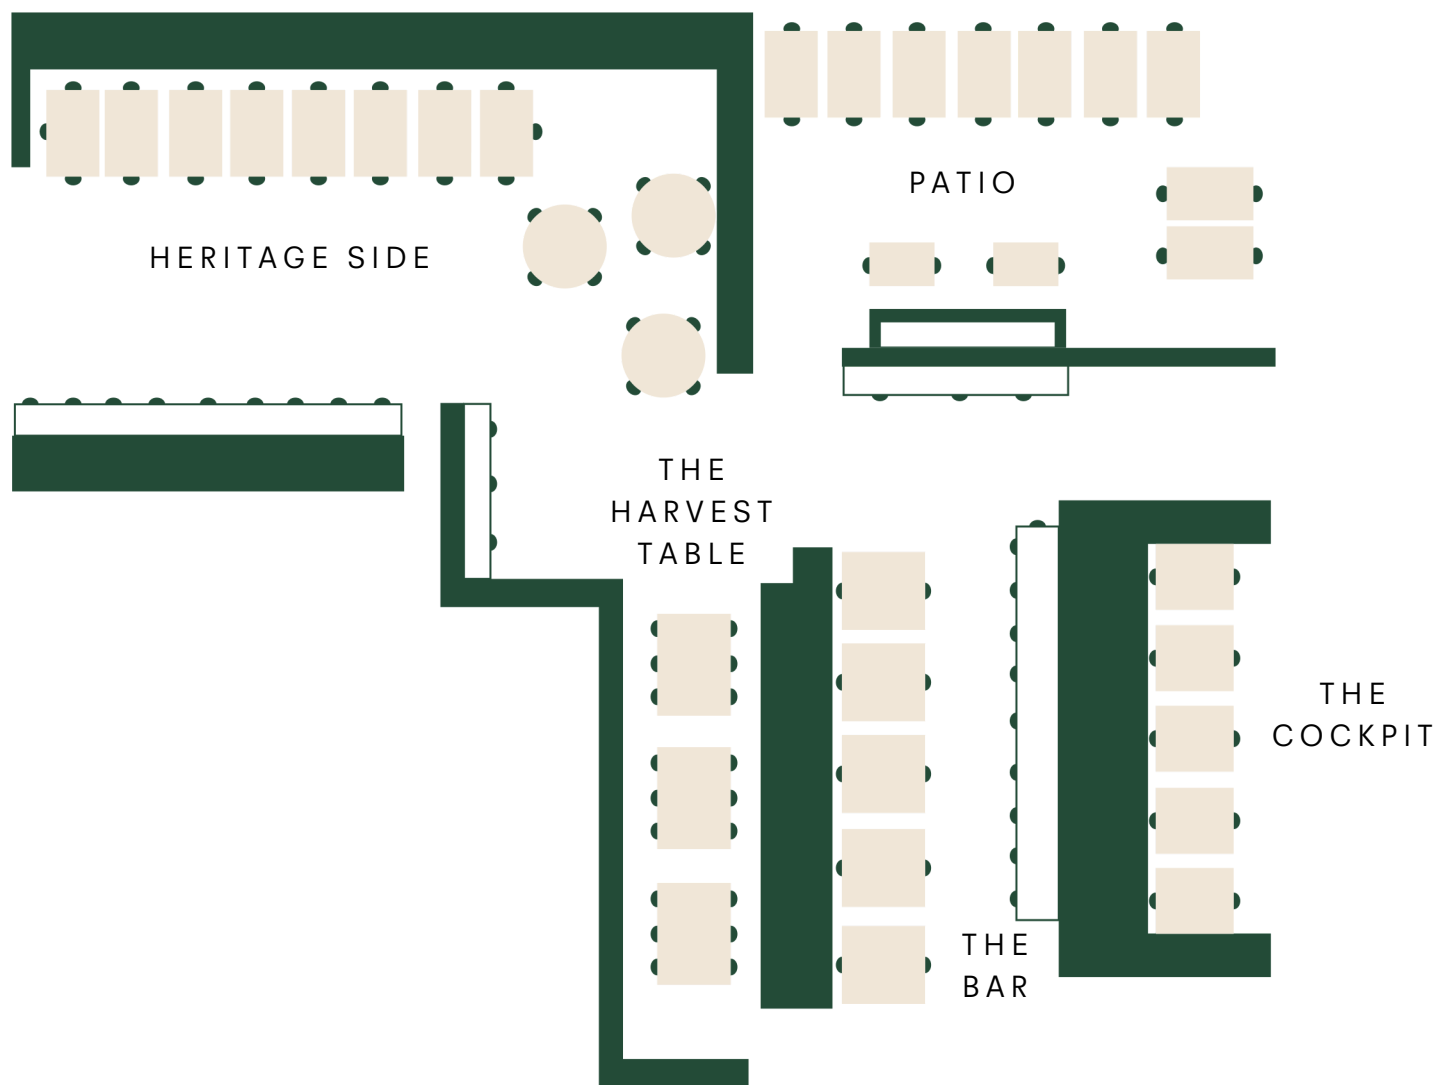 PATIO
HERITAGE SIDE
THE
HARVEST
TABLE
THE
COCKPIT
THE
BAR